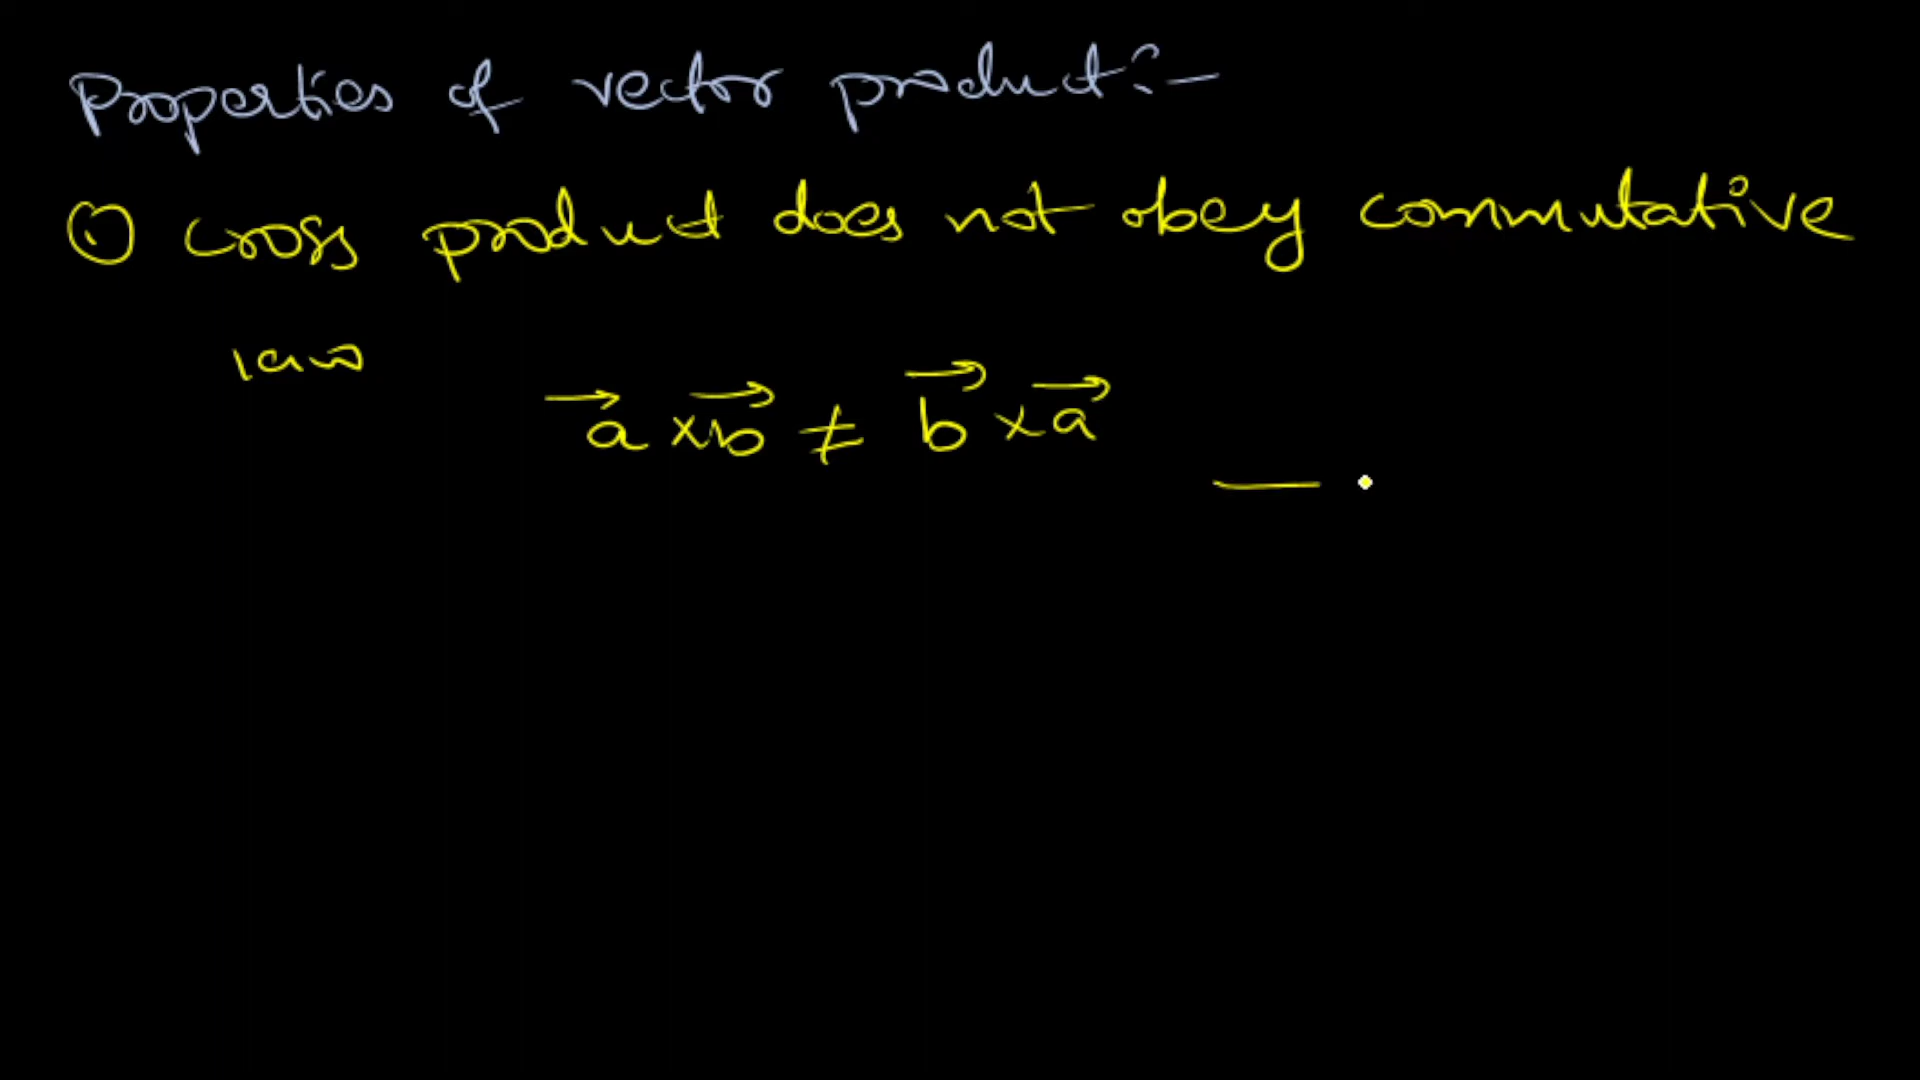 Properties of vector product:-
① cross product does not obey commutative
law
→a × →b ≠ →b × →a —